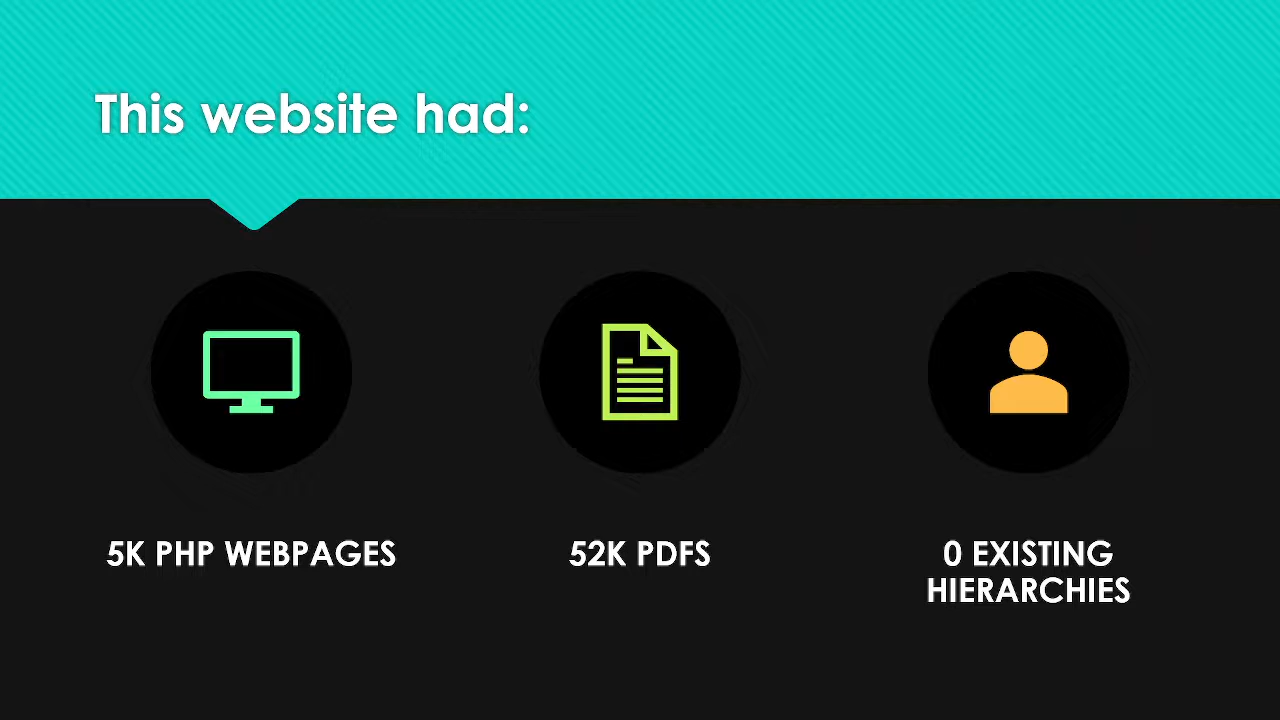 This website had:
5K PHP WEBPAGES
52K PDFS
0 EXISTING
HIERARCHIES